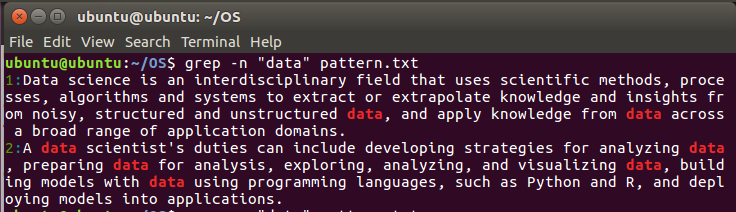 ubuntu@ubuntu: ~/OS
File Edit View Search Terminal Help
ubuntu@ubuntu:~/OS$ grep -n "data" pattern.txt
1:Data science is an interdisciplinary field that uses scientific methods, proce
sses, algorithms and systems to extract or extrapolate knowledge and insights fr
om noisy, structured and unstructured data, and apply knowledge from data across
 a broad range of application domains.
2:A data scientist's duties can include developing strategies for analyzing data
, preparing data for analysis, exploring, analyzing, and visualizing data, build
ing models with data using programming languages, such as Python and R, and depl
oying models into applications.